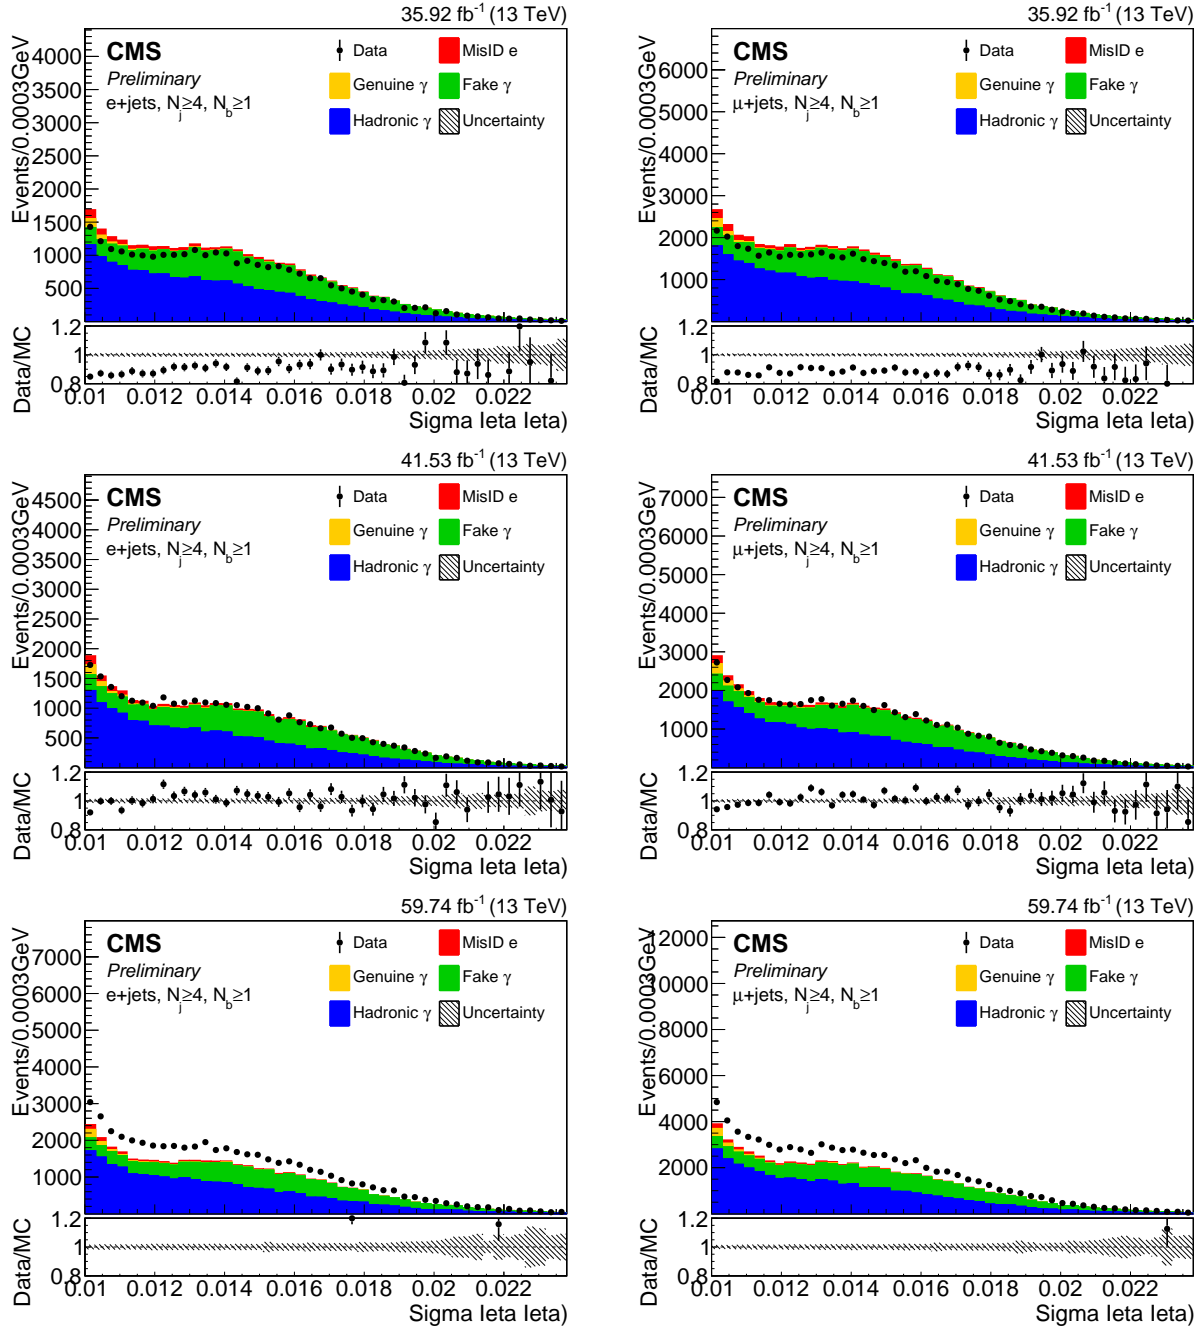 35.92 fb⁻¹ (13 TeV)
Events/0.0003GeV
4000
3500
3000
2500
2000
1500
1000
500
CMS
Preliminary
e+jets, N_j≥4, N_b≥1
Data
MisID e
Genuine γ
Fake γ
Hadronic γ
Uncertainty
Data/MC
1.2
1
0.8
0.01 0.012 0.014 0.016 0.018 0.02 0.022
Sigma Ieta Ieta)
35.92 fb⁻¹ (13 TeV)
Events/0.0003GeV
6000
5000
4000
3000
2000
1000
CMS
Preliminary
μ+jets, N_j≥4, N_b≥1
Data
MisID e
Genuine γ
Fake γ
Hadronic γ
Uncertainty
Data/MC
1.2
1
0.8
0.01 0.012 0.014 0.016 0.018 0.02 0.022
Sigma Ieta Ieta)
41.53 fb⁻¹ (13 TeV)
Events/0.0003GeV
4500
4000
3500
3000
2500
2000
1500
1000
500
CMS
Preliminary
e+jets, N_j≥4, N_b≥1
Data
MisID e
Genuine γ
Fake γ
Hadronic γ
Uncertainty
Data/MC
1.2
1
0.8
0.01 0.012 0.014 0.016 0.018 0.02 0.022
Sigma Ieta Ieta)
41.53 fb⁻¹ (13 TeV)
Events/0.0003GeV
7000
6000
5000
4000
3000
2000
1000
CMS
Preliminary
μ+jets, N_j≥4, N_b≥1
Data
MisID e
Genuine γ
Fake γ
Hadronic γ
Uncertainty
Data/MC
1.2
1
0.8
0.01 0.012 0.014 0.016 0.018 0.02 0.022
Sigma Ieta Ieta)
59.74 fb⁻¹ (13 TeV)
Events/0.0003GeV
7000
6000
5000
4000
3000
2000
1000
CMS
Preliminary
e+jets, N_j≥4, N_b≥1
Data
MisID e
Genuine γ
Fake γ
Hadronic γ
Uncertainty
Data/MC
1.2
1
0.8
0.01 0.012 0.014 0.016 0.018 0.02 0.022
Sigma Ieta Ieta)
59.74 fb⁻¹ (13 TeV)
Events/0.0003GeV
12000
10000
8000
6000
4000
2000
CMS
Preliminary
μ+jets, N_j≥4, N_b≥1
Data
MisID e
Genuine γ
Fake γ
Hadronic γ
Uncertainty
Data/MC
1.2
1
0.8
0.01 0.012 0.014 0.016 0.018 0.02 0.022
Sigma Ieta Ieta)